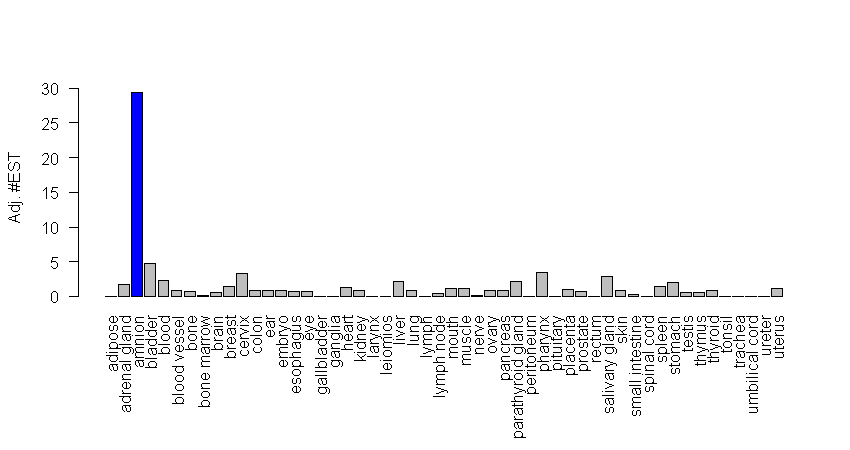 Adj. #EST
30
25
20
15
10
5
0
adipose
adrenal gland
amnion
bladder
blood
blood vessel
bone
bone marrow
brain
breast
cervix
colon
ear
embryo
esophagus
eye
gallbladder
ganglia
heart
kidney
larynx
leiomios
liver
lung
lymph
lymph node
mouth
muscle
nerve
ovary
pancreas
parathyroid gland
peritoneum
pharynx
pituitary
placenta
prostate
rectum
salivary gland
skin
small intestine
spinal cord
spleen
stomach
testis
thymus
thyroid
tonsil
trachea
umbilical cord
ureter
uterus